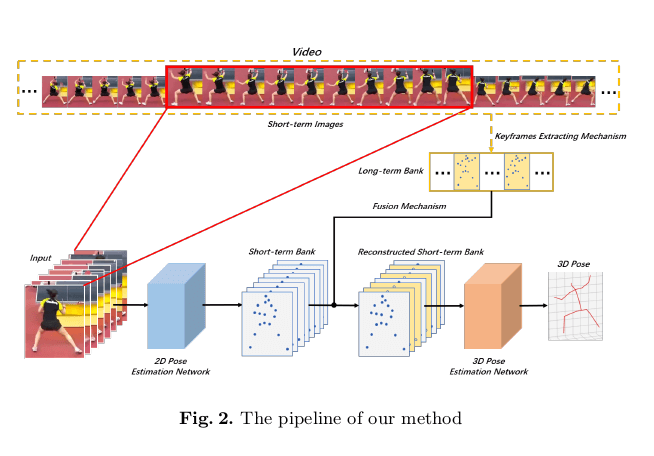 Video
...
...
Short-term Images
Keyframes Extracting Mechanism
Long-term Bank
... ... ...
Fusion Mechanism
Input
Short-term Bank
Reconstructed Short-term Bank
3D Pose
2D Pose
Estimation Network
3D Pose
Estimation Network
Fig. 2. The pipeline of our method